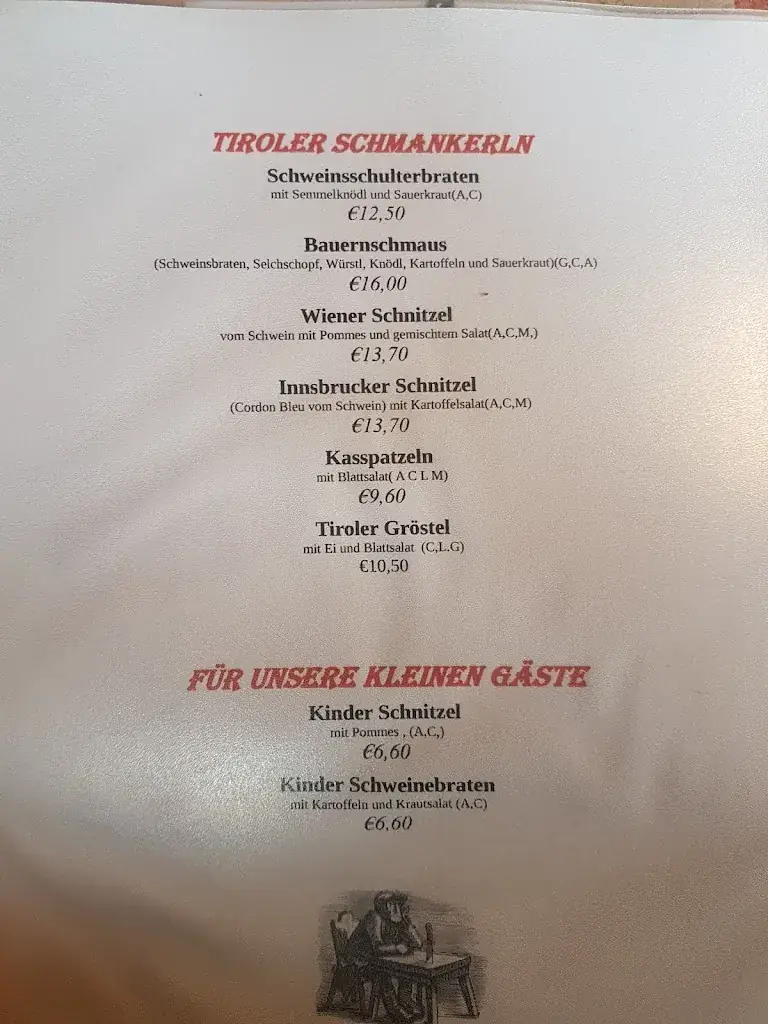 TIROLER SCHMANKERLN
Schweinsschulterbraten
mit Semmelknödl und Sauerkraut(A,C)
€12,50
Bauernschmaus
(Schweinsbraten, Selchschopf, Würstl, Knödl, Kartoffeln und Sauerkraut)(G,C,A)
€16,00
Wiener Schnitzel
vom Schwein mit Pommes und gemischtem Salat(A,C,M,)
€13,70
Innsbrucker Schnitzel
(Cordon Bleu vom Schwein) mit Kartoffelsalat(A,C,M)
€13,70
Kasspatzeln
mit Blattsalat( A C L M)
€9,60
Tiroler Gröstel
mit Ei und Blattsalat (C,L.G)
€10,50
FÜR UNSERE KLEINEN GÄSTE
Kinder Schnitzel
mit Pommes , (A,C,)
€6,60
Kinder Schweinebraten
mit Kartoffeln und Krautsalat (A,C)
€6,60